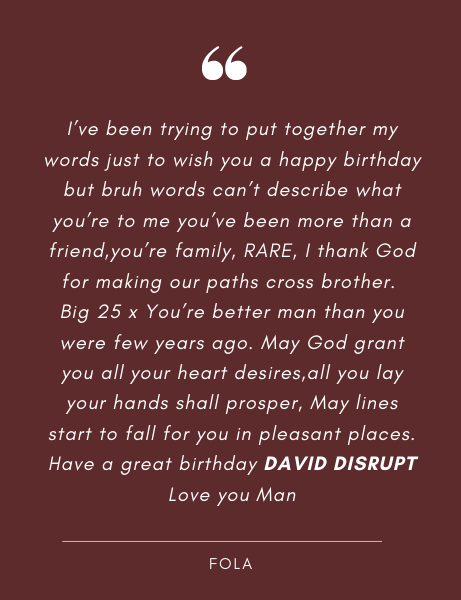 “
I’ve been trying to put together my
words just to wish you a happy birthday
but bruh words can’t describe what
you’re to me you’ve been more than a
friend,you’re family, RARE, I thank God
for making our paths cross brother.
Big 25 x You’re better man than you
were few years ago. May God grant
you all your heart desires,all you lay
your hands shall prosper, May lines
start to fall for you in pleasant places.
Have a great birthday DAVID DISRUPT
Love you Man
FOLA